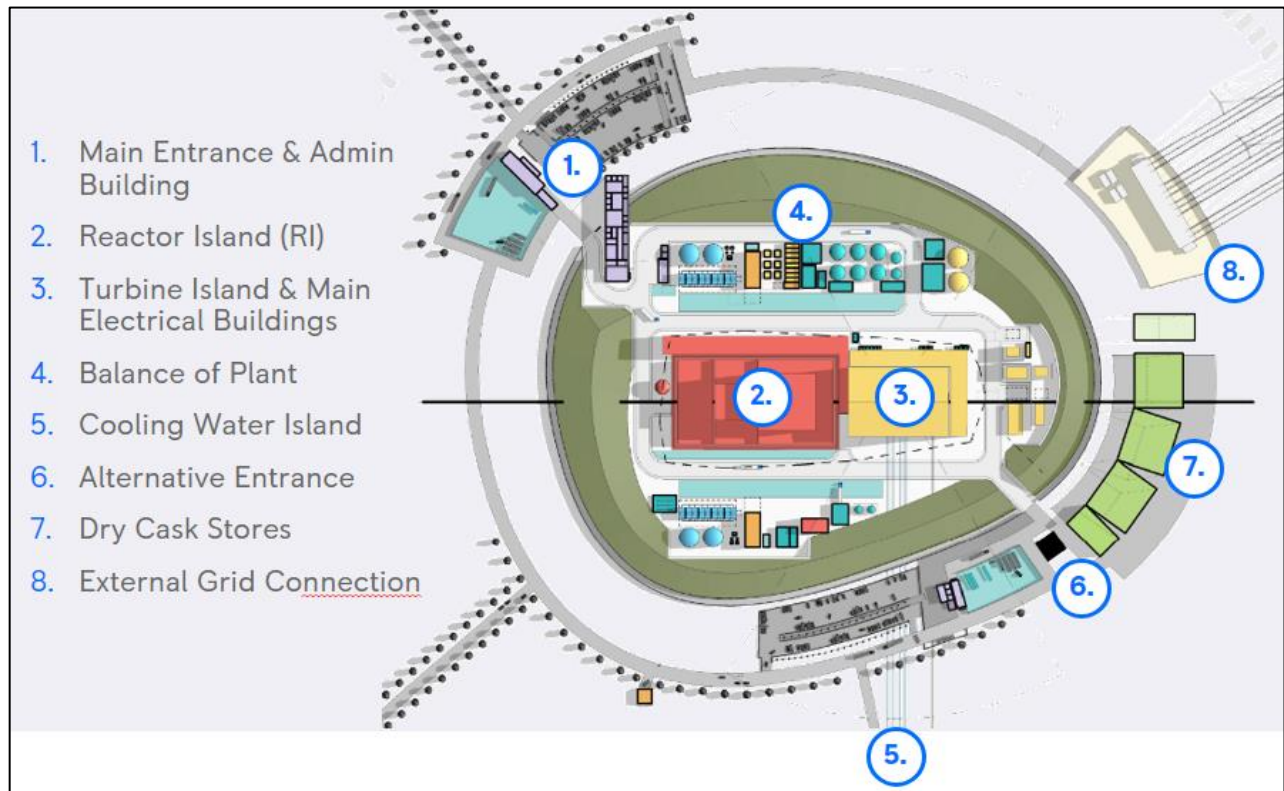 1. Main Entrance & Admin
Building
2. Reactor Island (RI)
3. Turbine Island & Main
Electrical Buildings
4. Balance of Plant
5. Cooling Water Island
6. Alternative Entrance
7. Dry Cask Stores
8. External Grid Connection
1.
4.
8.
2.
3.
7.
6.
5.